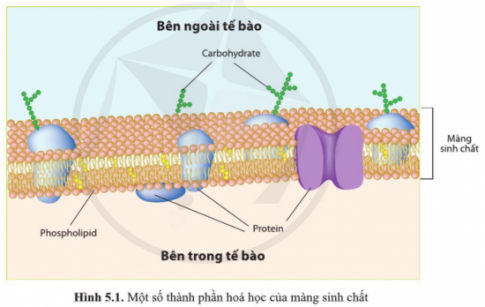 Bên ngoài tế bào
Carbohydrate
Màng
sinh chất
Phospholipid
Protein
Bên trong tế bào
Hình 5.1. Một số thành phần hoá học của màng sinh chất